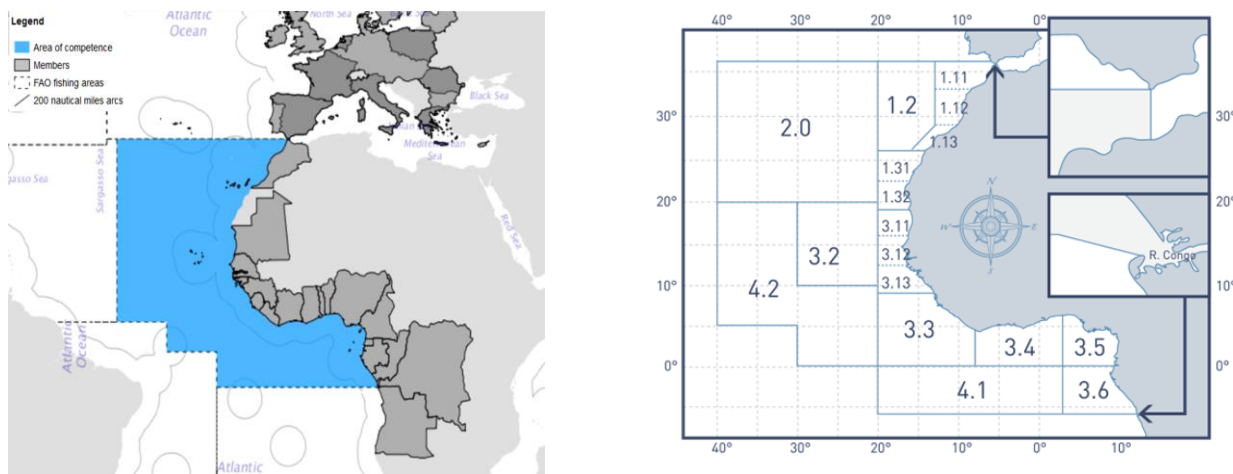 Legend
Area of competence
Members
FAO fishing areas
200 nautical miles arcs
Atlantic
Ocean
North Sea
Black Sea
Mediterranean
Sea
Sargasso Sea
gasso Sea
Red Sea
Atlantic
Ocean
Atlantic
40° 30° 20° 10° 0°
30° 30°
20° 20°
10° 10°
0° 0°
1.11
1.2
1.12
2.0
1.13
1.31
1.32
3.11
3.2
3.12
4.2
3.13
3.3
3.4
3.5
4.1
3.6
N
W E
S
R. Congo
40° 30° 20° 10° 0° 10°